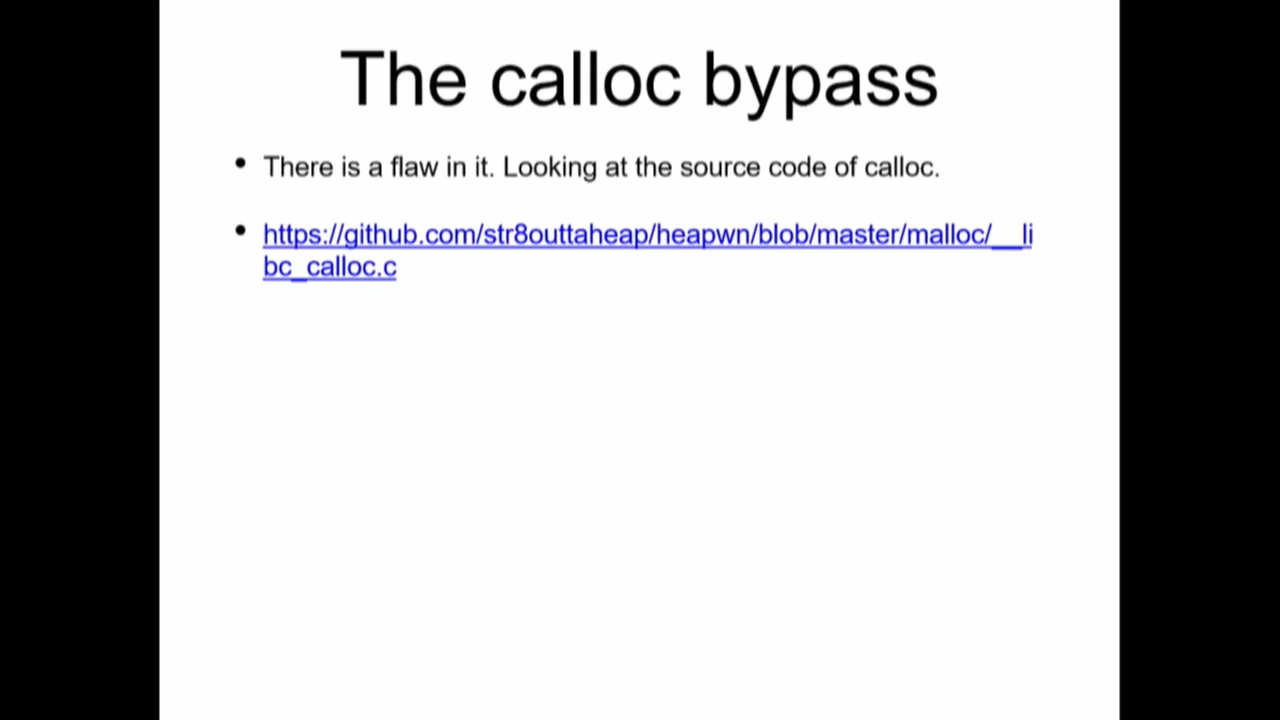 The calloc bypass
• There is a flaw in it. Looking at the source code of calloc.
• https://github.com/str8outtaheap/heapwn/blob/master/malloc/__li
bc_calloc.c